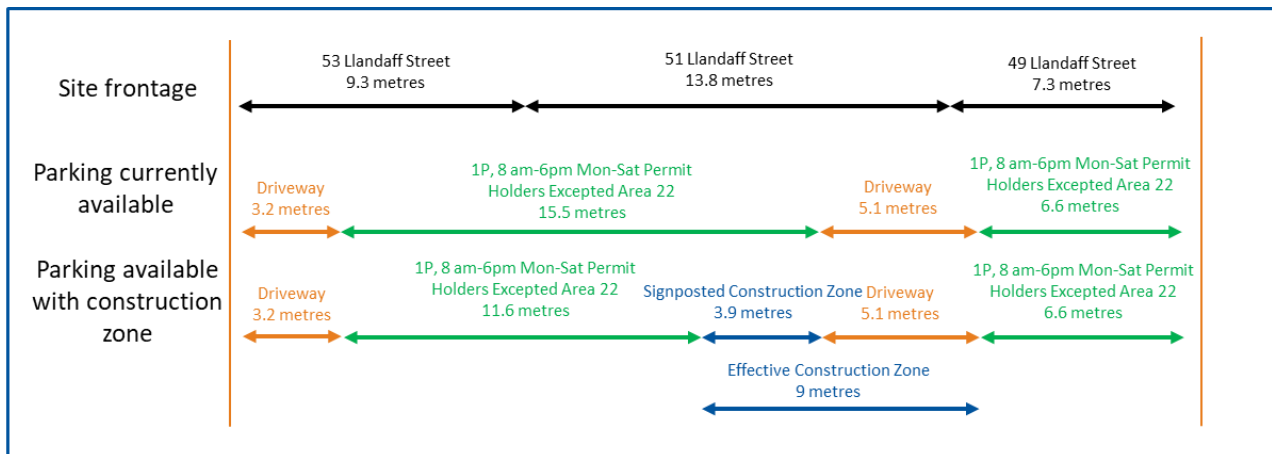 Site frontage
53 Llandaff Street
9.3 metres
51 Llandaff Street
13.8 metres
49 Llandaff Street
7.3 metres
Parking currently
available
Driveway
3.2 metres
1P, 8 am-6pm Mon-Sat Permit
Holders Excepted Area 22
15.5 metres
Driveway
5.1 metres
1P, 8 am-6pm Mon-Sat Permit
Holders Excepted Area 22
6.6 metres
Parking available
with construction
zone
Driveway
3.2 metres
1P, 8 am-6pm Mon-Sat Permit
Holders Excepted Area 22
11.6 metres
Signposted Construction Zone
3.9 metres
Driveway
5.1 metres
1P, 8 am-6pm Mon-Sat Permit
Holders Excepted Area 22
6.6 metres
Effective Construction Zone
9 metres